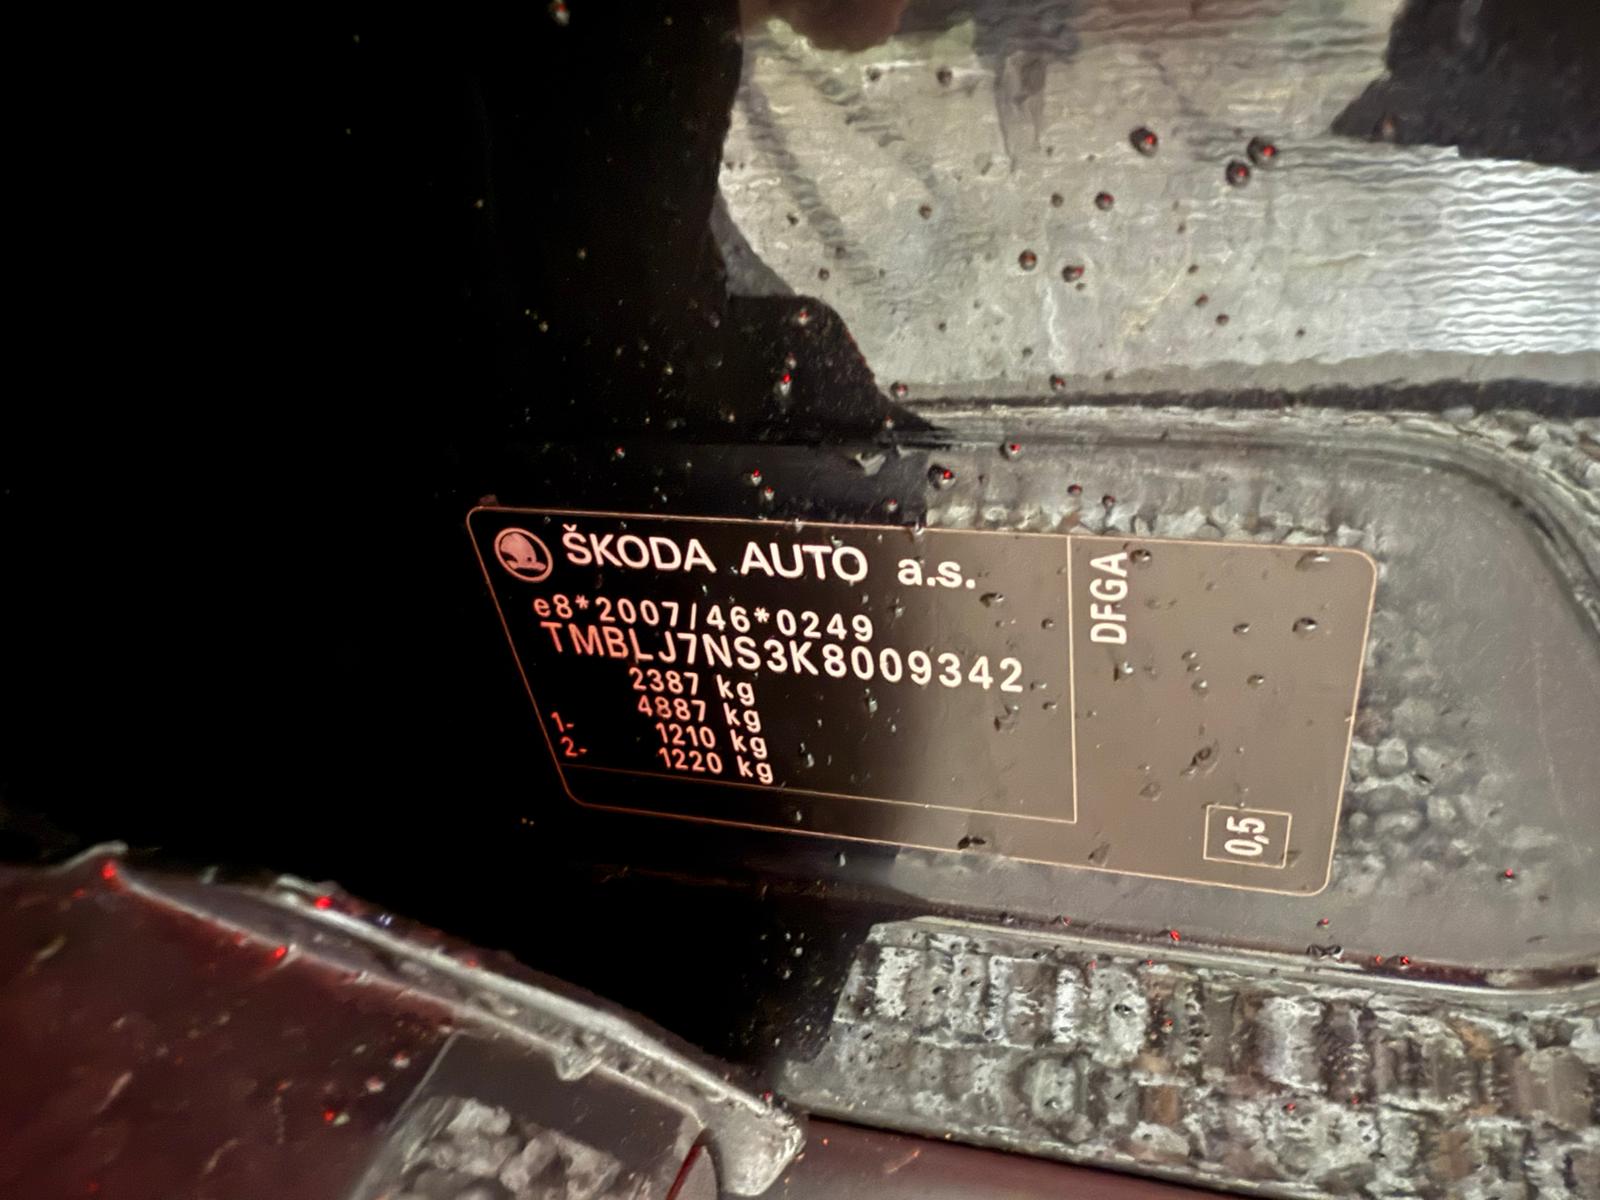 ŠKODA AUTO a.s.
e8*2007/46*0249
TMBLJ7NS3K8009342
2387 kg
4887 kg
1- 1210 kg
2- 1220 kg
DFGA
0,5